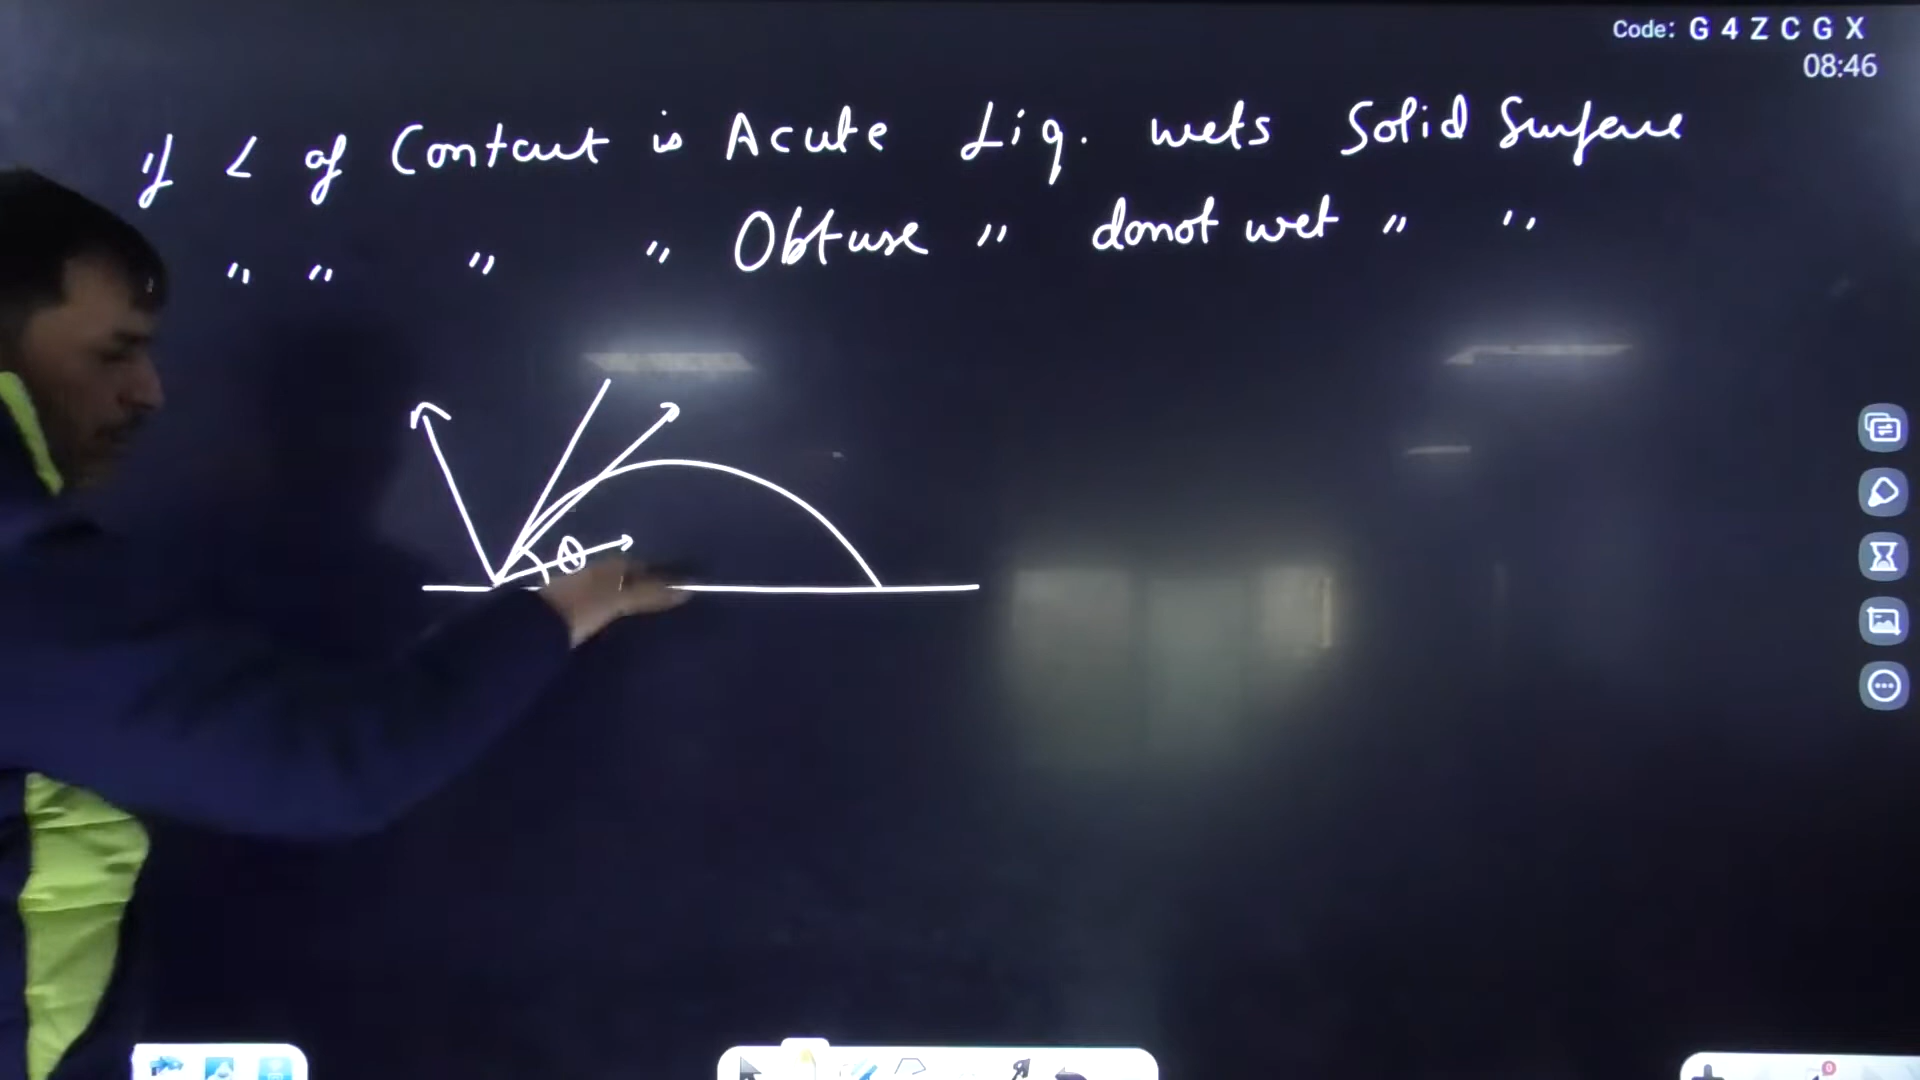 Code: G 4 Z C G X
08:46
if < of Contact is Acute Liq. wets Solid Surface
" " " " Obtuse " donot wet " "
θ